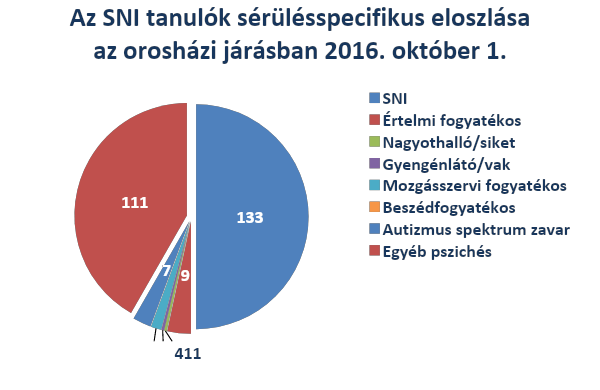 Az SNI tanulók sérülésspecifikus eloszlása
az orosházi járásban 2016. október 1.
SNI
Értelmi fogyatékos
Nagyothalló/siket
Gyengénlátó/vak
Mozgásszervi fogyatékos
Beszédfogyatékos
Autizmus spektrum zavar
Egyéb pszichés
111
133
7
9
411